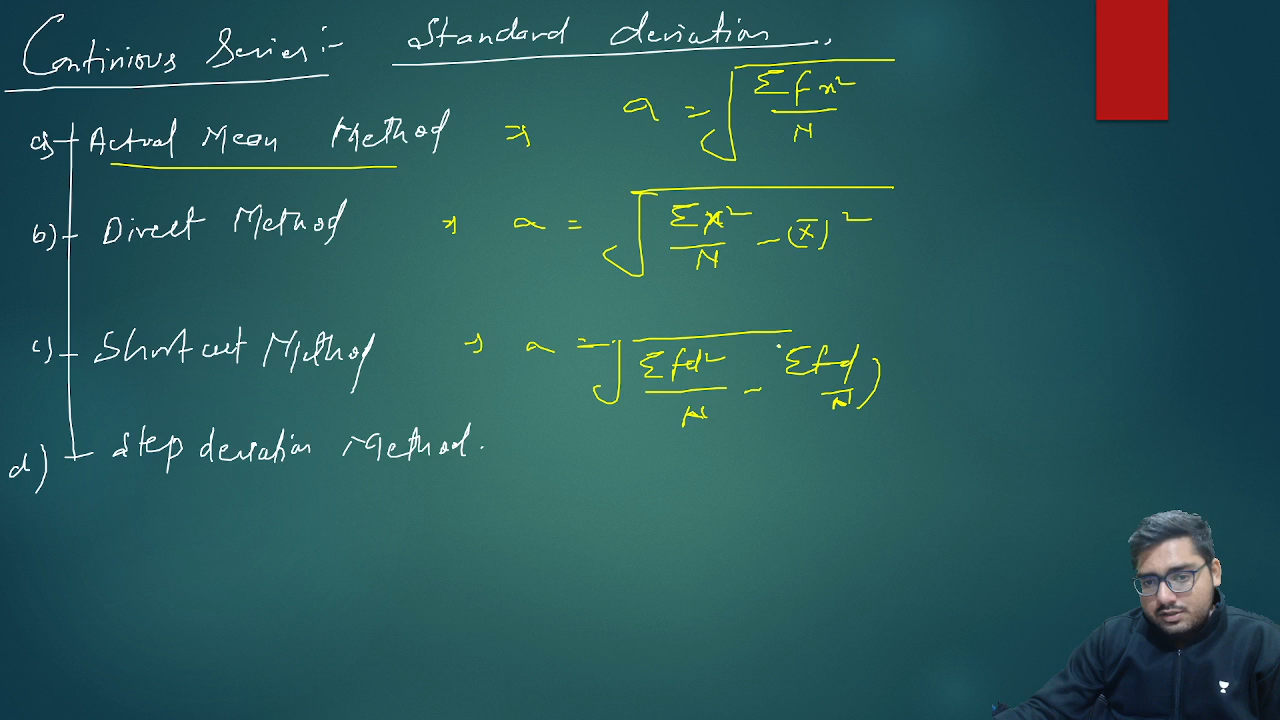 Continious Series :- Standard deviation.
a) Actual Mean Method ⇒ σ = √(Σfx²/N)
b) Direct Method ⇒ σ = √(Σx²/N - (x̄)²
c) Shortcut Method ⇒ σ = √(Σfd²/N - Σfd/N)
d) Step deviation Method.